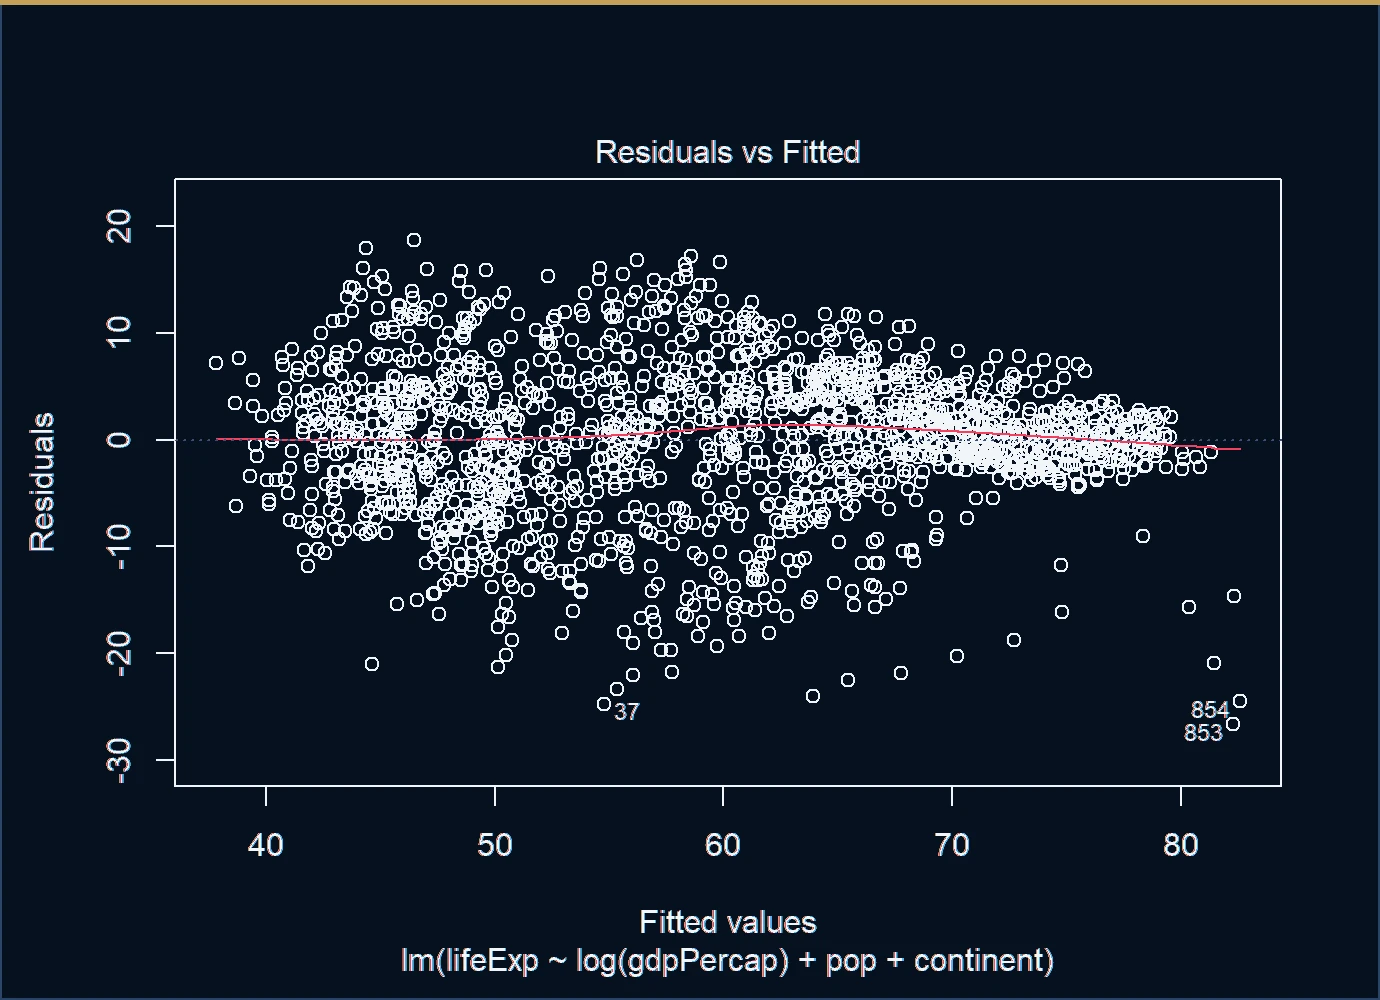 Residuals vs Fitted
Residuals
20
10
0
-10
-20
-30
37
854
853
40 50 60 70 80
Fitted values
lm(lifeExp ~ log(gdpPercap) + pop + continent)